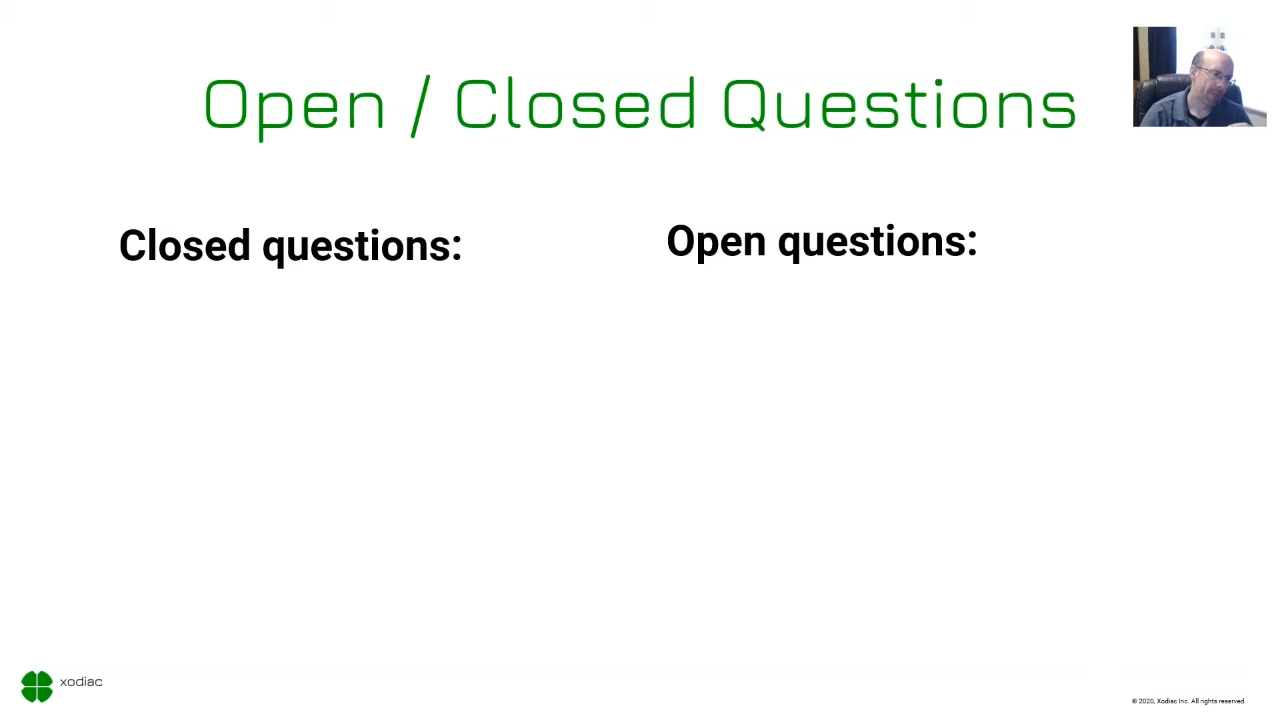 Open / Closed Questions
Closed questions:
Open questions:
xodiac
© 2020, Xodiac Inc. All rights reserved.